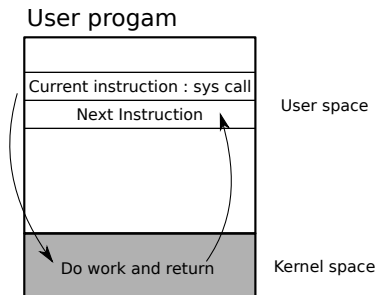 User progam
Current instruction : sys call
Next Instruction
User space
Do work and return
Kernel space